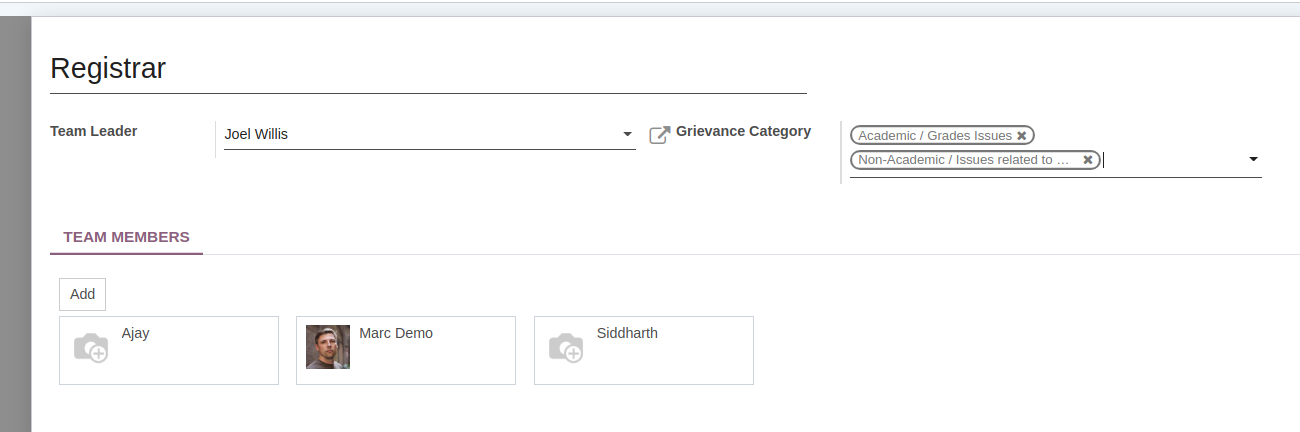 Registrar
Team Leader
Joel Willis
Grievance Category
Academic / Grades Issues
Non-Academic / Issues related to ...
TEAM MEMBERS
Add
Ajay
Marc Demo
Siddharth